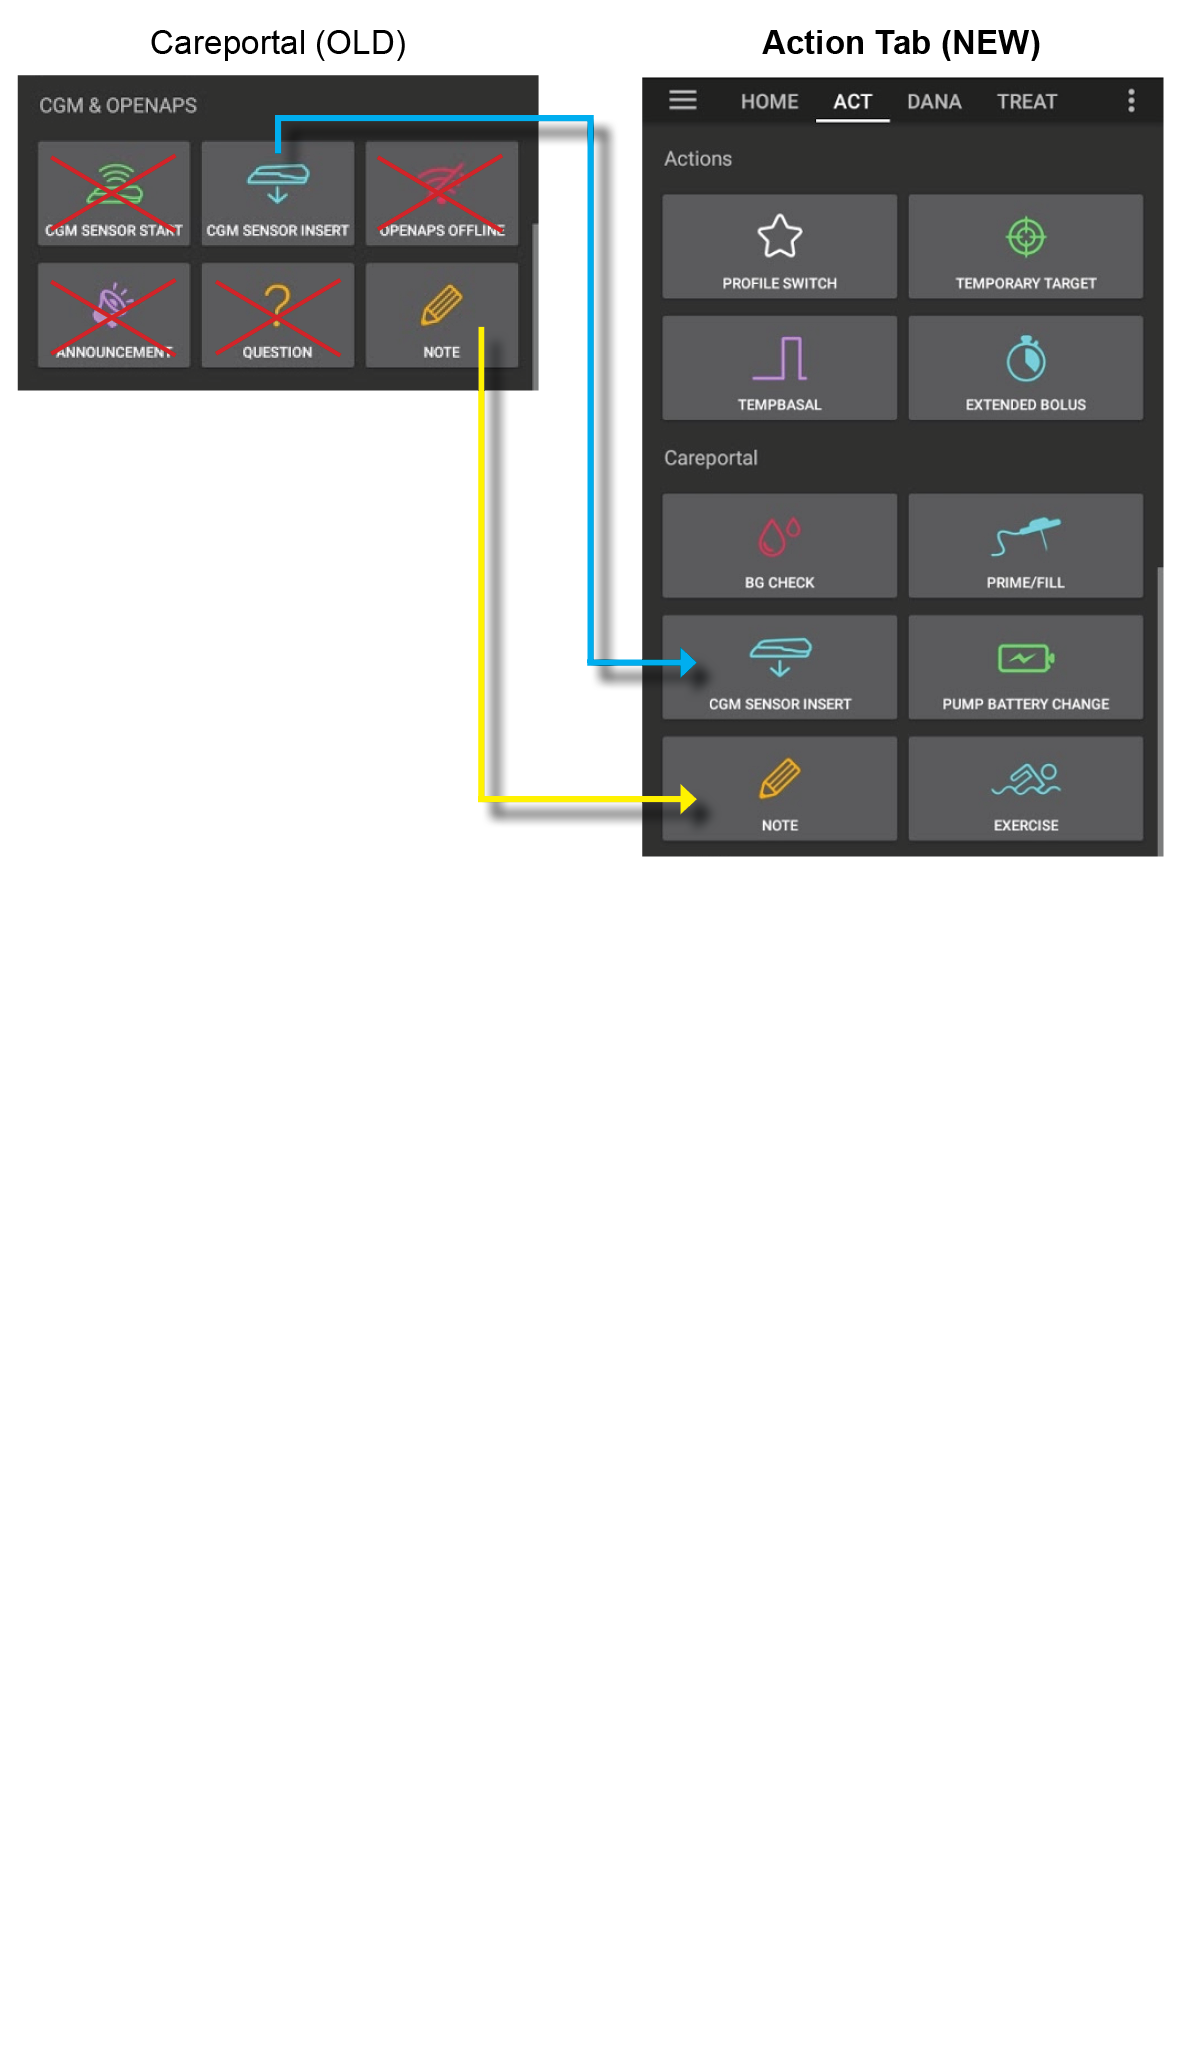 Careportal (OLD)
CGM & OPENAPS
CGM SENSOR START
CGM SENSOR INSERT
OPENAPS OFFLINE
ANNOUNCEMENT
QUESTION
NOTE
Action Tab (NEW)
HOME ACT DANA TREAT
Actions
PROFILE SWITCH
TEMPORARY TARGET
TEMPBASAL
EXTENDED BOLUS
Careportal
BG CHECK
PRIME/FILL
CGM SENSOR INSERT
PUMP BATTERY CHANGE
NOTE
EXERCISE